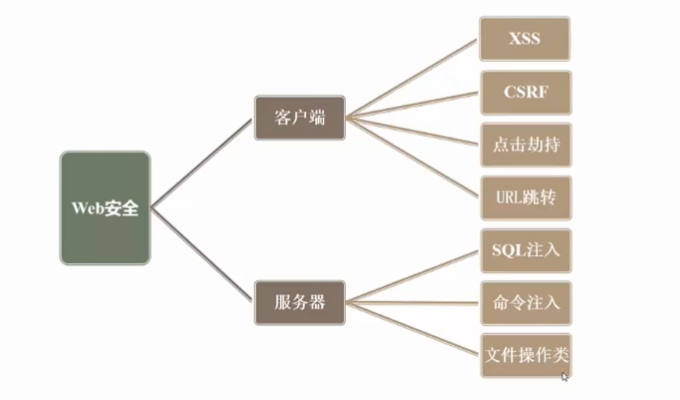 Web安全
客户端
XSS
CSRF
点击劫持
URL跳转
服务器
SQL注入
命令注入
文件操作类